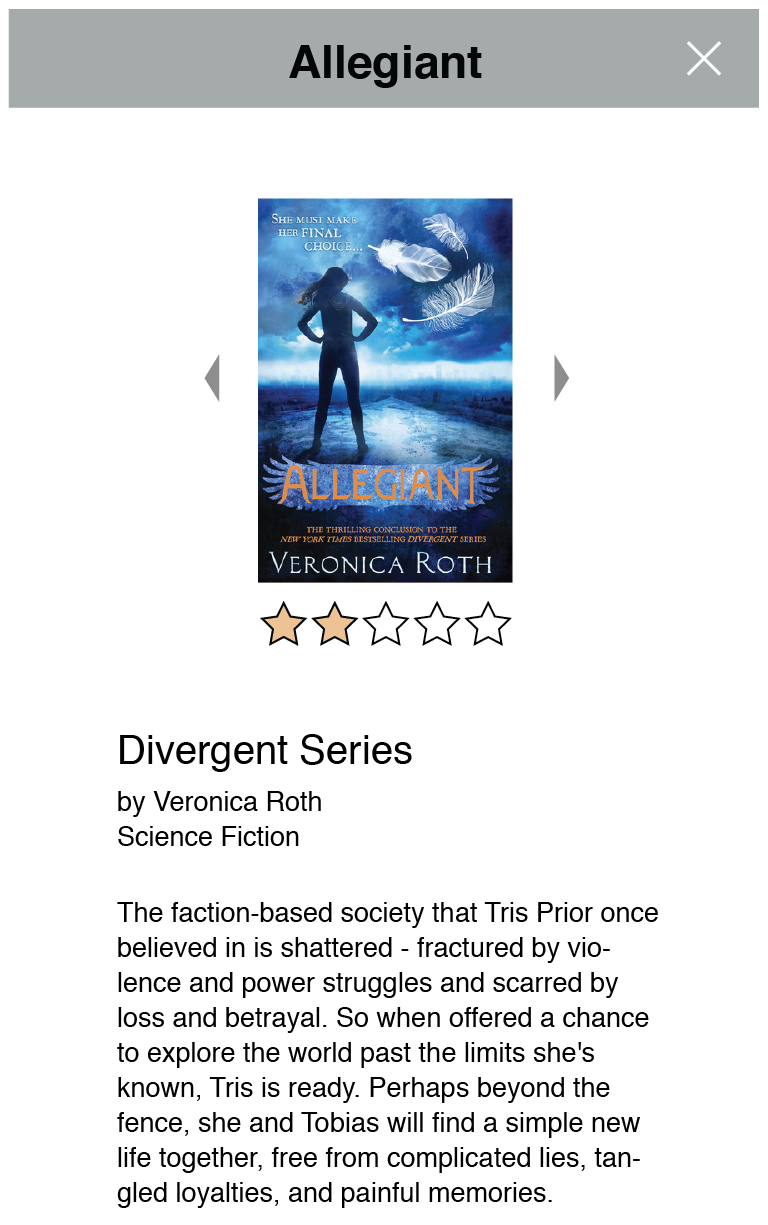 Allegiant
SHE MUST MAKE
HER FINAL
CHOICE...
ALLEGIANT
THE THRILLING CONCLUSION TO THE
NEW YORK TIMES BESTSELLING DIVERGENT SERIES
VERONICA ROTH
Divergent Series
by Veronica Roth
Science Fiction
The faction-based society that Tris Prior once
believed in is shattered - fractured by vio-
lence and power struggles and scarred by
loss and betrayal. So when offered a chance
to explore the world past the limits she's
known, Tris is ready. Perhaps beyond the
fence, she and Tobias will find a simple new
life together, free from complicated lies, tan-
gled loyalties, and painful memories.